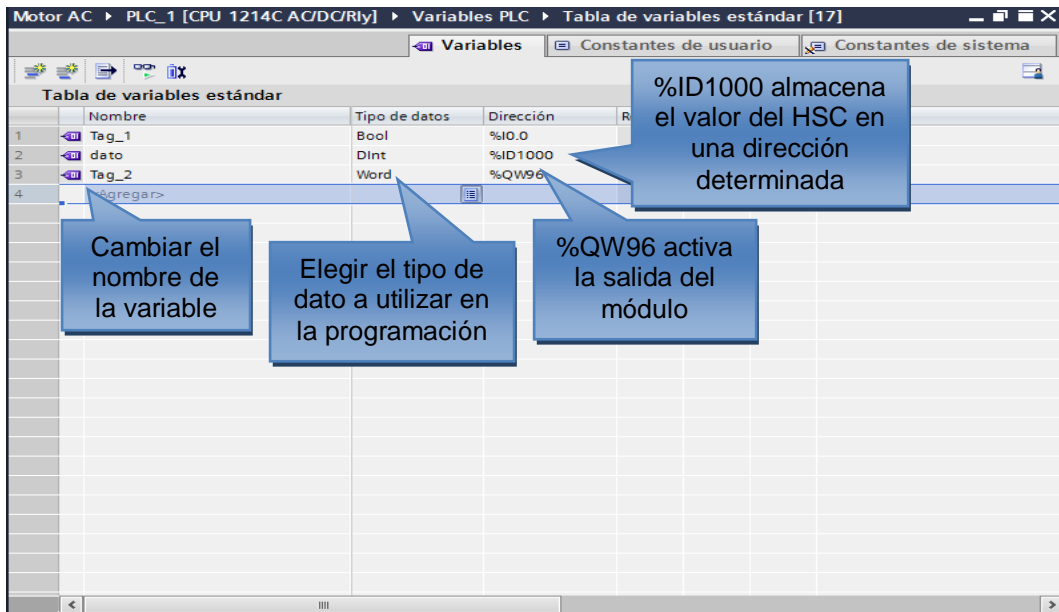 Motor AC ▸ PLC_1 [CPU 1214C AC/DC/Rly] ▸ Variables PLC ▸ Tabla de variables estándar [17]
Variables Constantes de usuario Constantes de sistema
Tabla de variables estándar
Nombre Tipo de datos Dirección R
1 Tag_1 Bool %I0.0
2 dato DInt %ID1000
3 Tag_2 Word %QW96
4 Agregar>
%ID1000 almacena
el valor del HSC en
una dirección
determinada
Cambiar el
nombre de
la variable
Elegir el tipo de
dato a utilizar en
la programación
%QW96 activa
la salida del
módulo